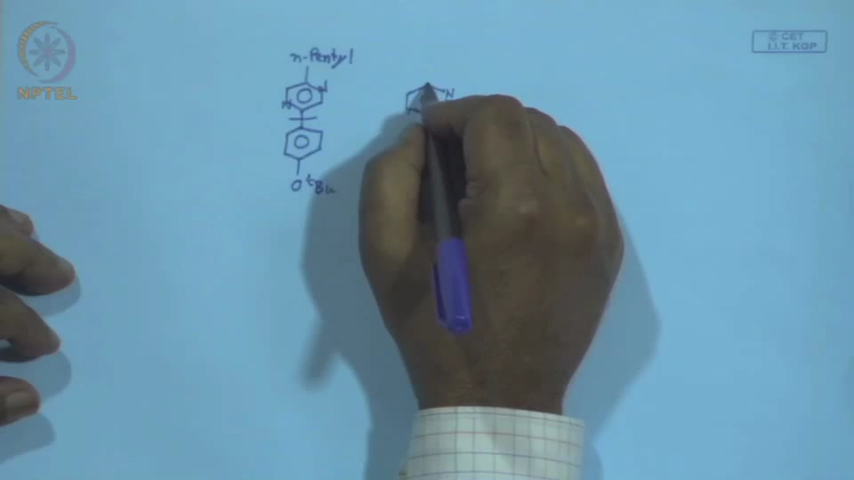 © CET
I.I.T. KGP
NPTEL
n-Pentyl
N
N
N
O tBu